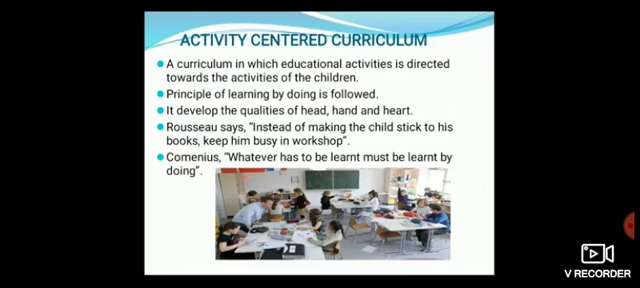 ACTIVITY CENTERED CURRICULUM
A curriculum in which educational activities is directed
towards the activities of the children.
Principle of learning by doing is followed.
It develop the qualities of head, hand and heart.
Rousseau says, "Instead of making the child stick to his
books, keep him busy in workshop".
Comenius, "Whatever has to be learnt must be learnt by
doing".
V RECORDER